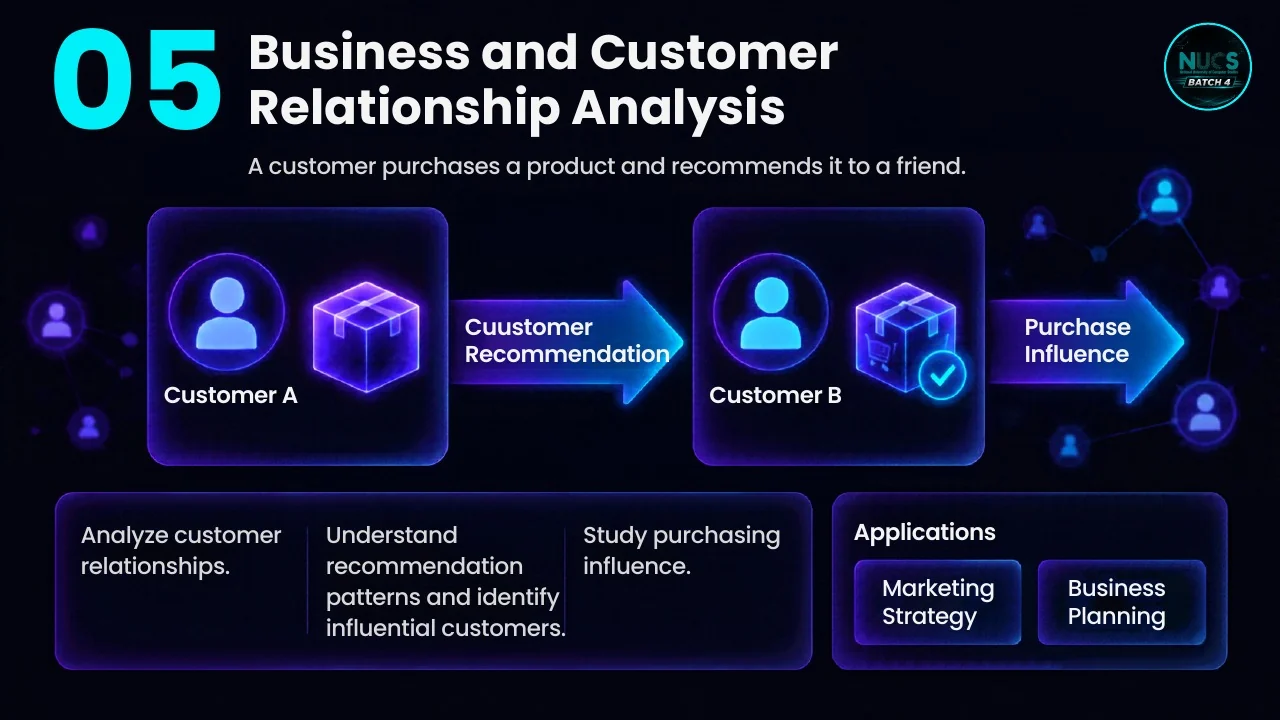 05
Business and Customer
Relationship Analysis
NUCS
BATCH 4
A customer purchases a product and recommends it to a friend.
Customer A
Cuustomer
Recommendation
Customer B
Purchase
Influence
Analyze customer
relationships.
Understand
recommendation
patterns and identify
influential customers.
Study purchasing
influence.
Applications
Marketing
Strategy
Business
Planning